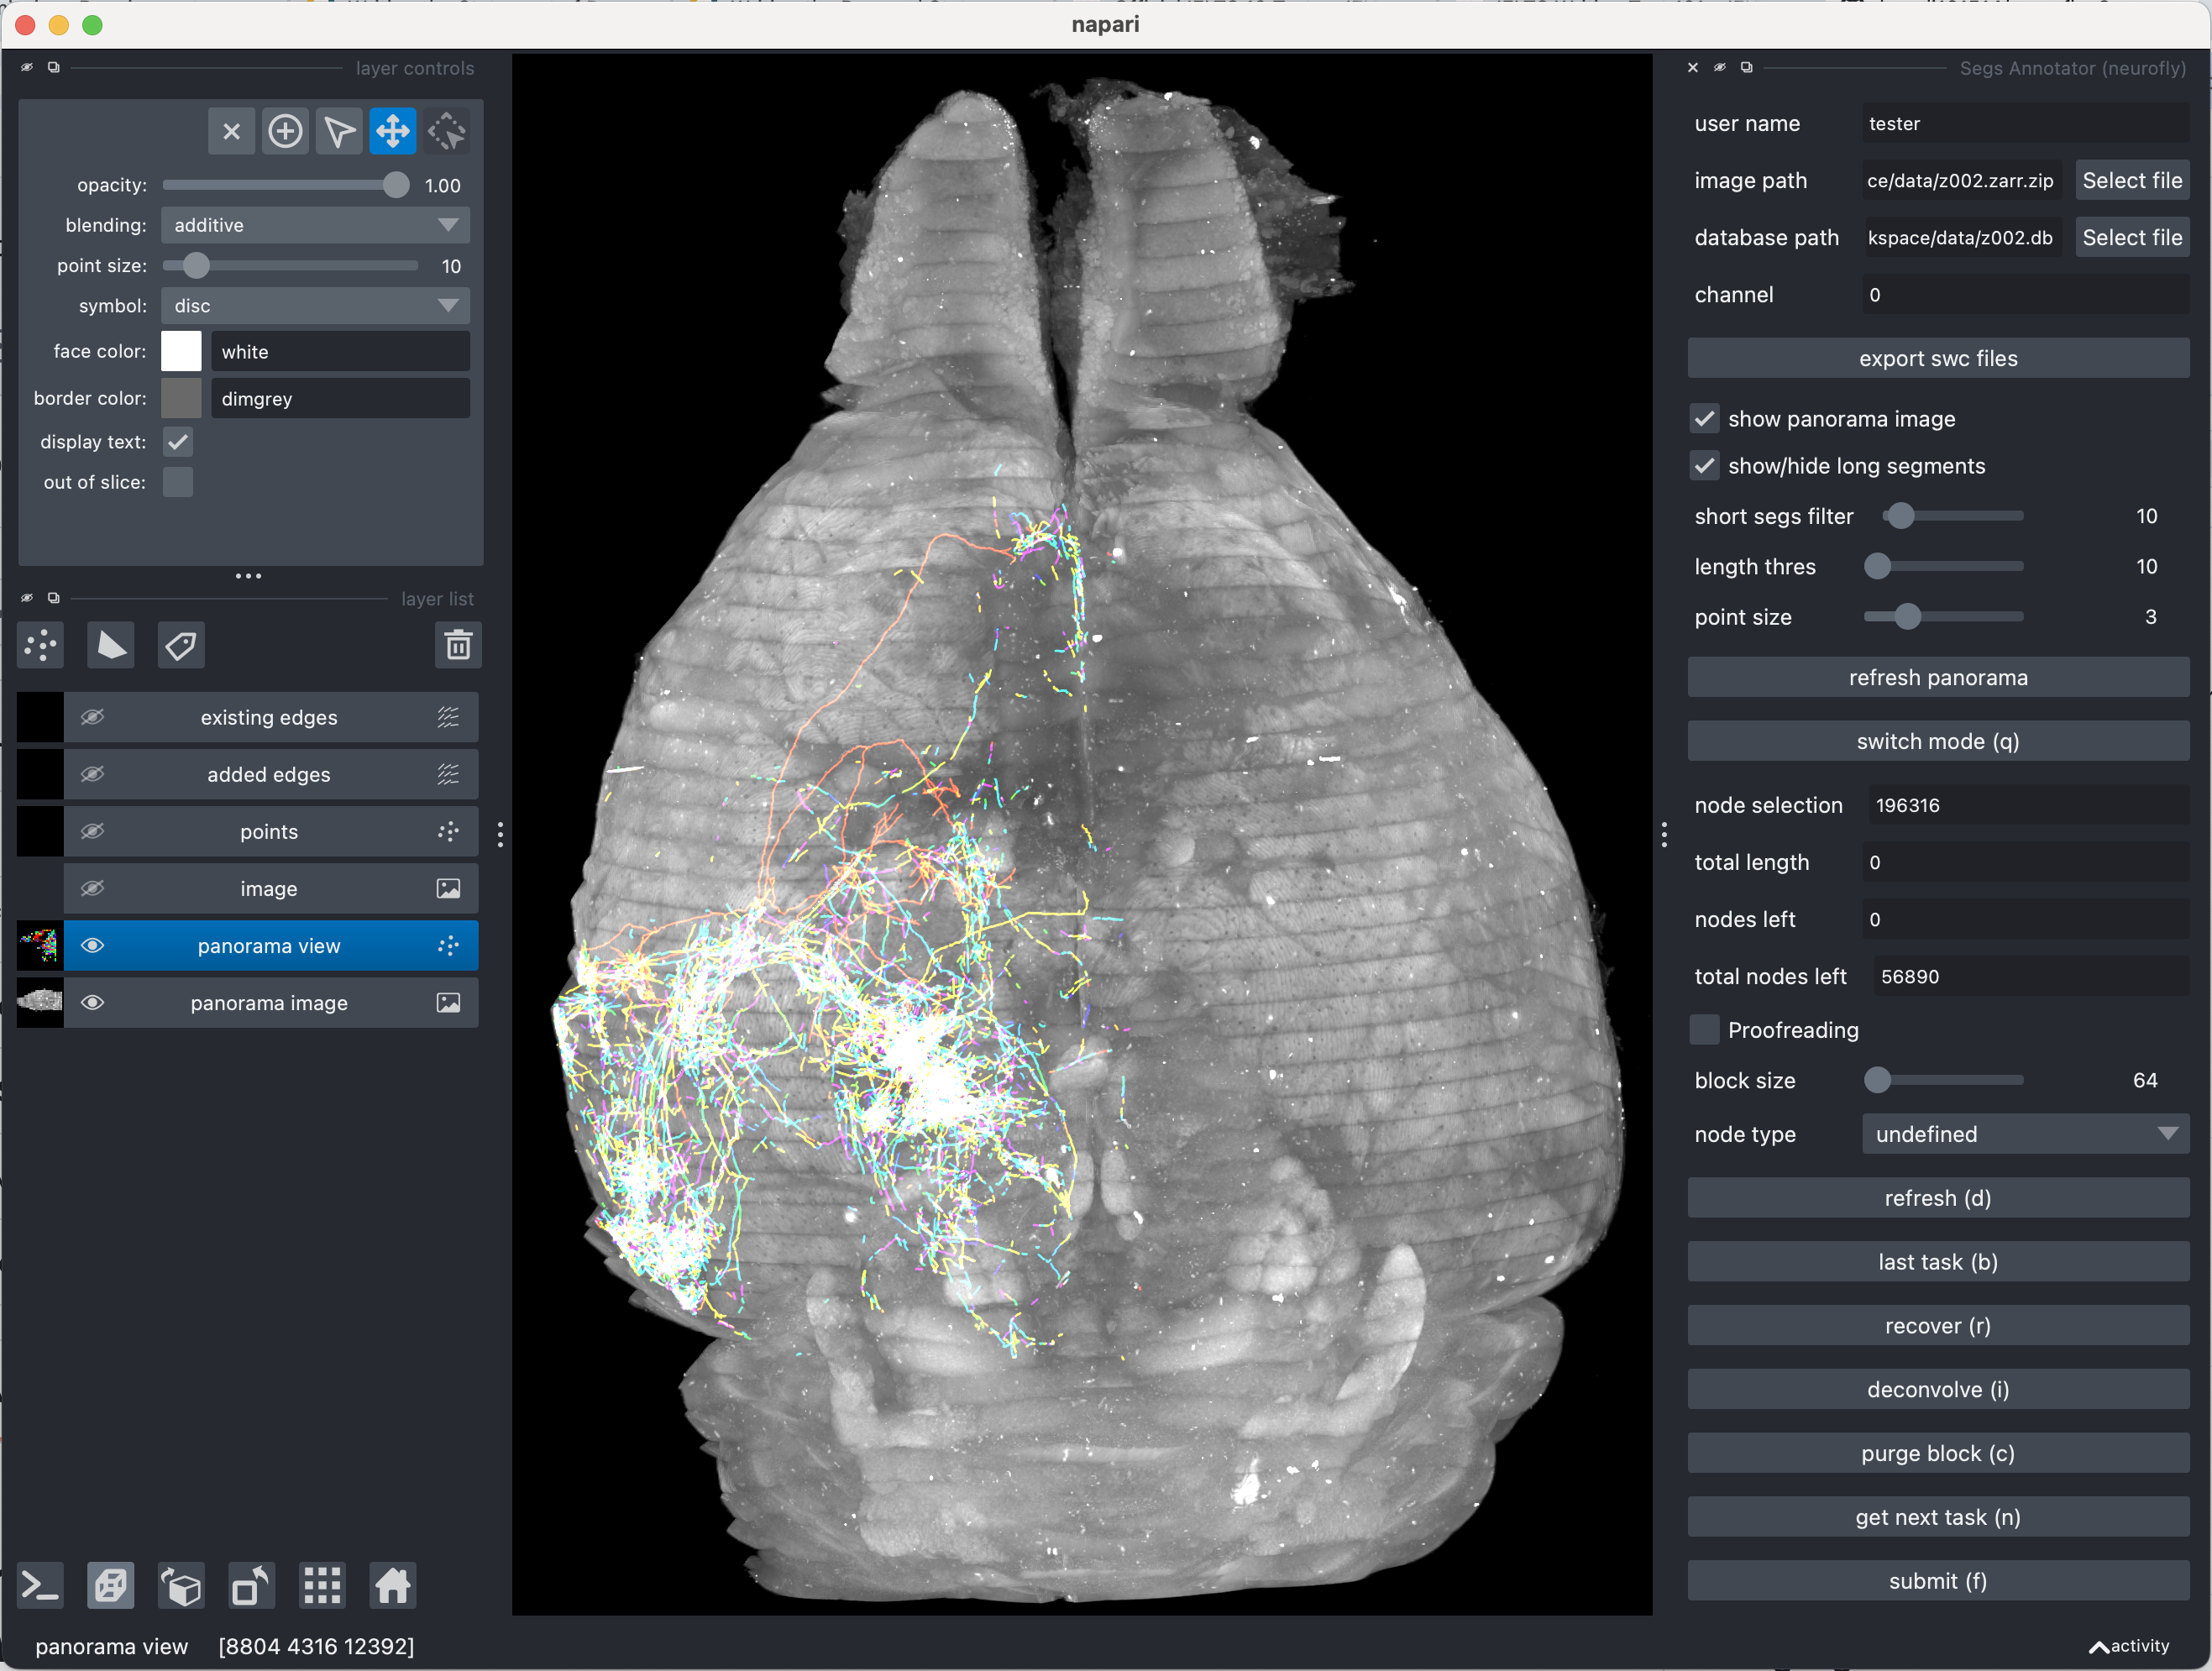 napari
layer controls
opacity: 1.00
blending: additive
point size: 10
symbol: disc
face color: white
border color: dimgrey
display text:
out of slice:
layer list
existing edges
added edges
points
image
panorama view
panorama image
panorama view [8804 4316 12392]
Segs Annotator (neurofly)
user name tester
image path ce/data/z002.zarr.zip Select file
database path kspace/data/z002.db Select file
channel 0
export swc files
show panorama image
show/hide long segments
short segs filter 10
length thres 10
point size 3
refresh panorama
switch mode (q)
node selection 196316
total length 0
nodes left 0
total nodes left 56890
Proofreading
block size 64
node type undefined
refresh (d)
last task (b)
recover (r)
deconvolve (i)
purge block (c)
get next task (n)
submit (f)
activity